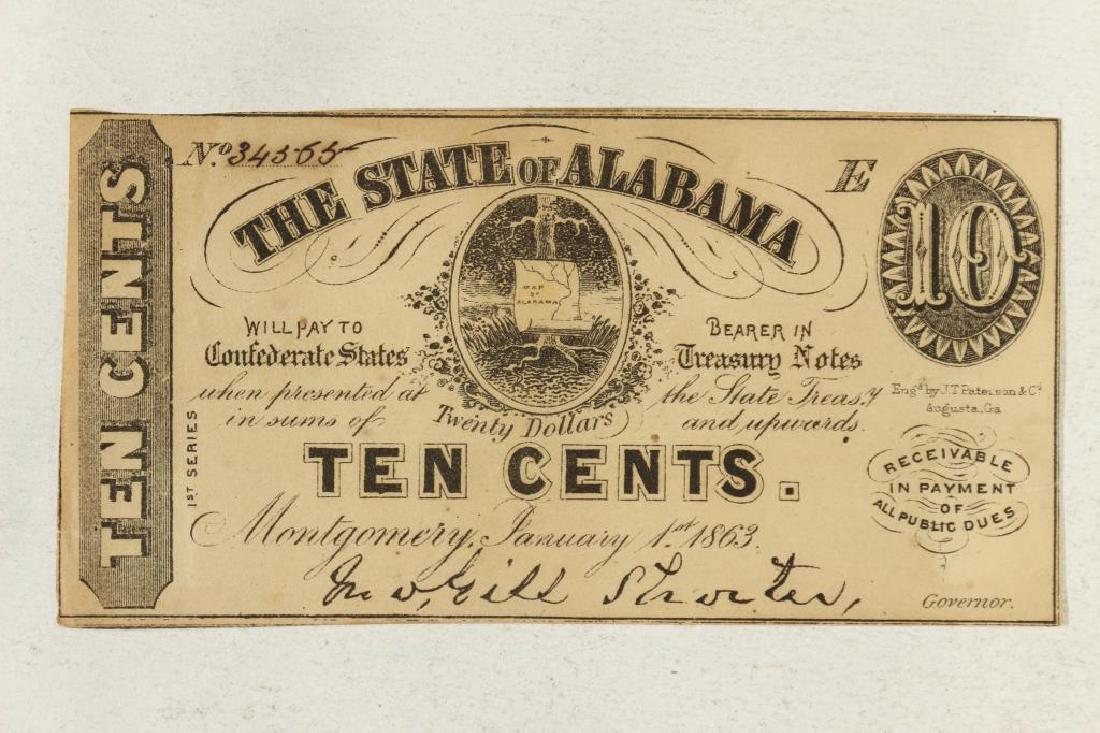 TEN CENTS
No. 34565
THE STATE OF ALABAMA
E
10
MAP
OF
ALABAMA
WILL PAY TO BEARER IN
Confederate States Treasury Notes
when presented at the State Treas.y
in sums of Twenty Dollars and upwards.
Engd. by J.T. Paterson & Co.
Augusta, Ga
1ST SERIES
TEN CENTS.
RECEIVABLE
IN PAYMENT
OF
ALL PUBLIC DUES
Montgomery, January 1st. 1863.
Jno, Gill Shorter,
Governor.